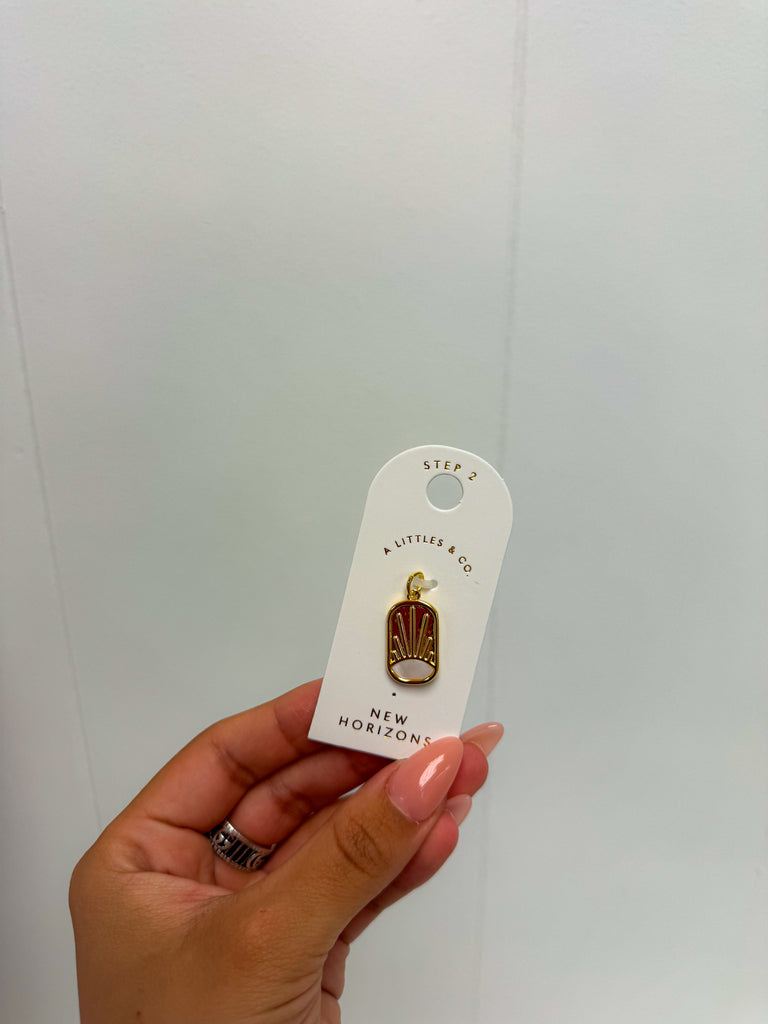 STEP 2
A LITTLES & CO.
NEW
HORIZONS